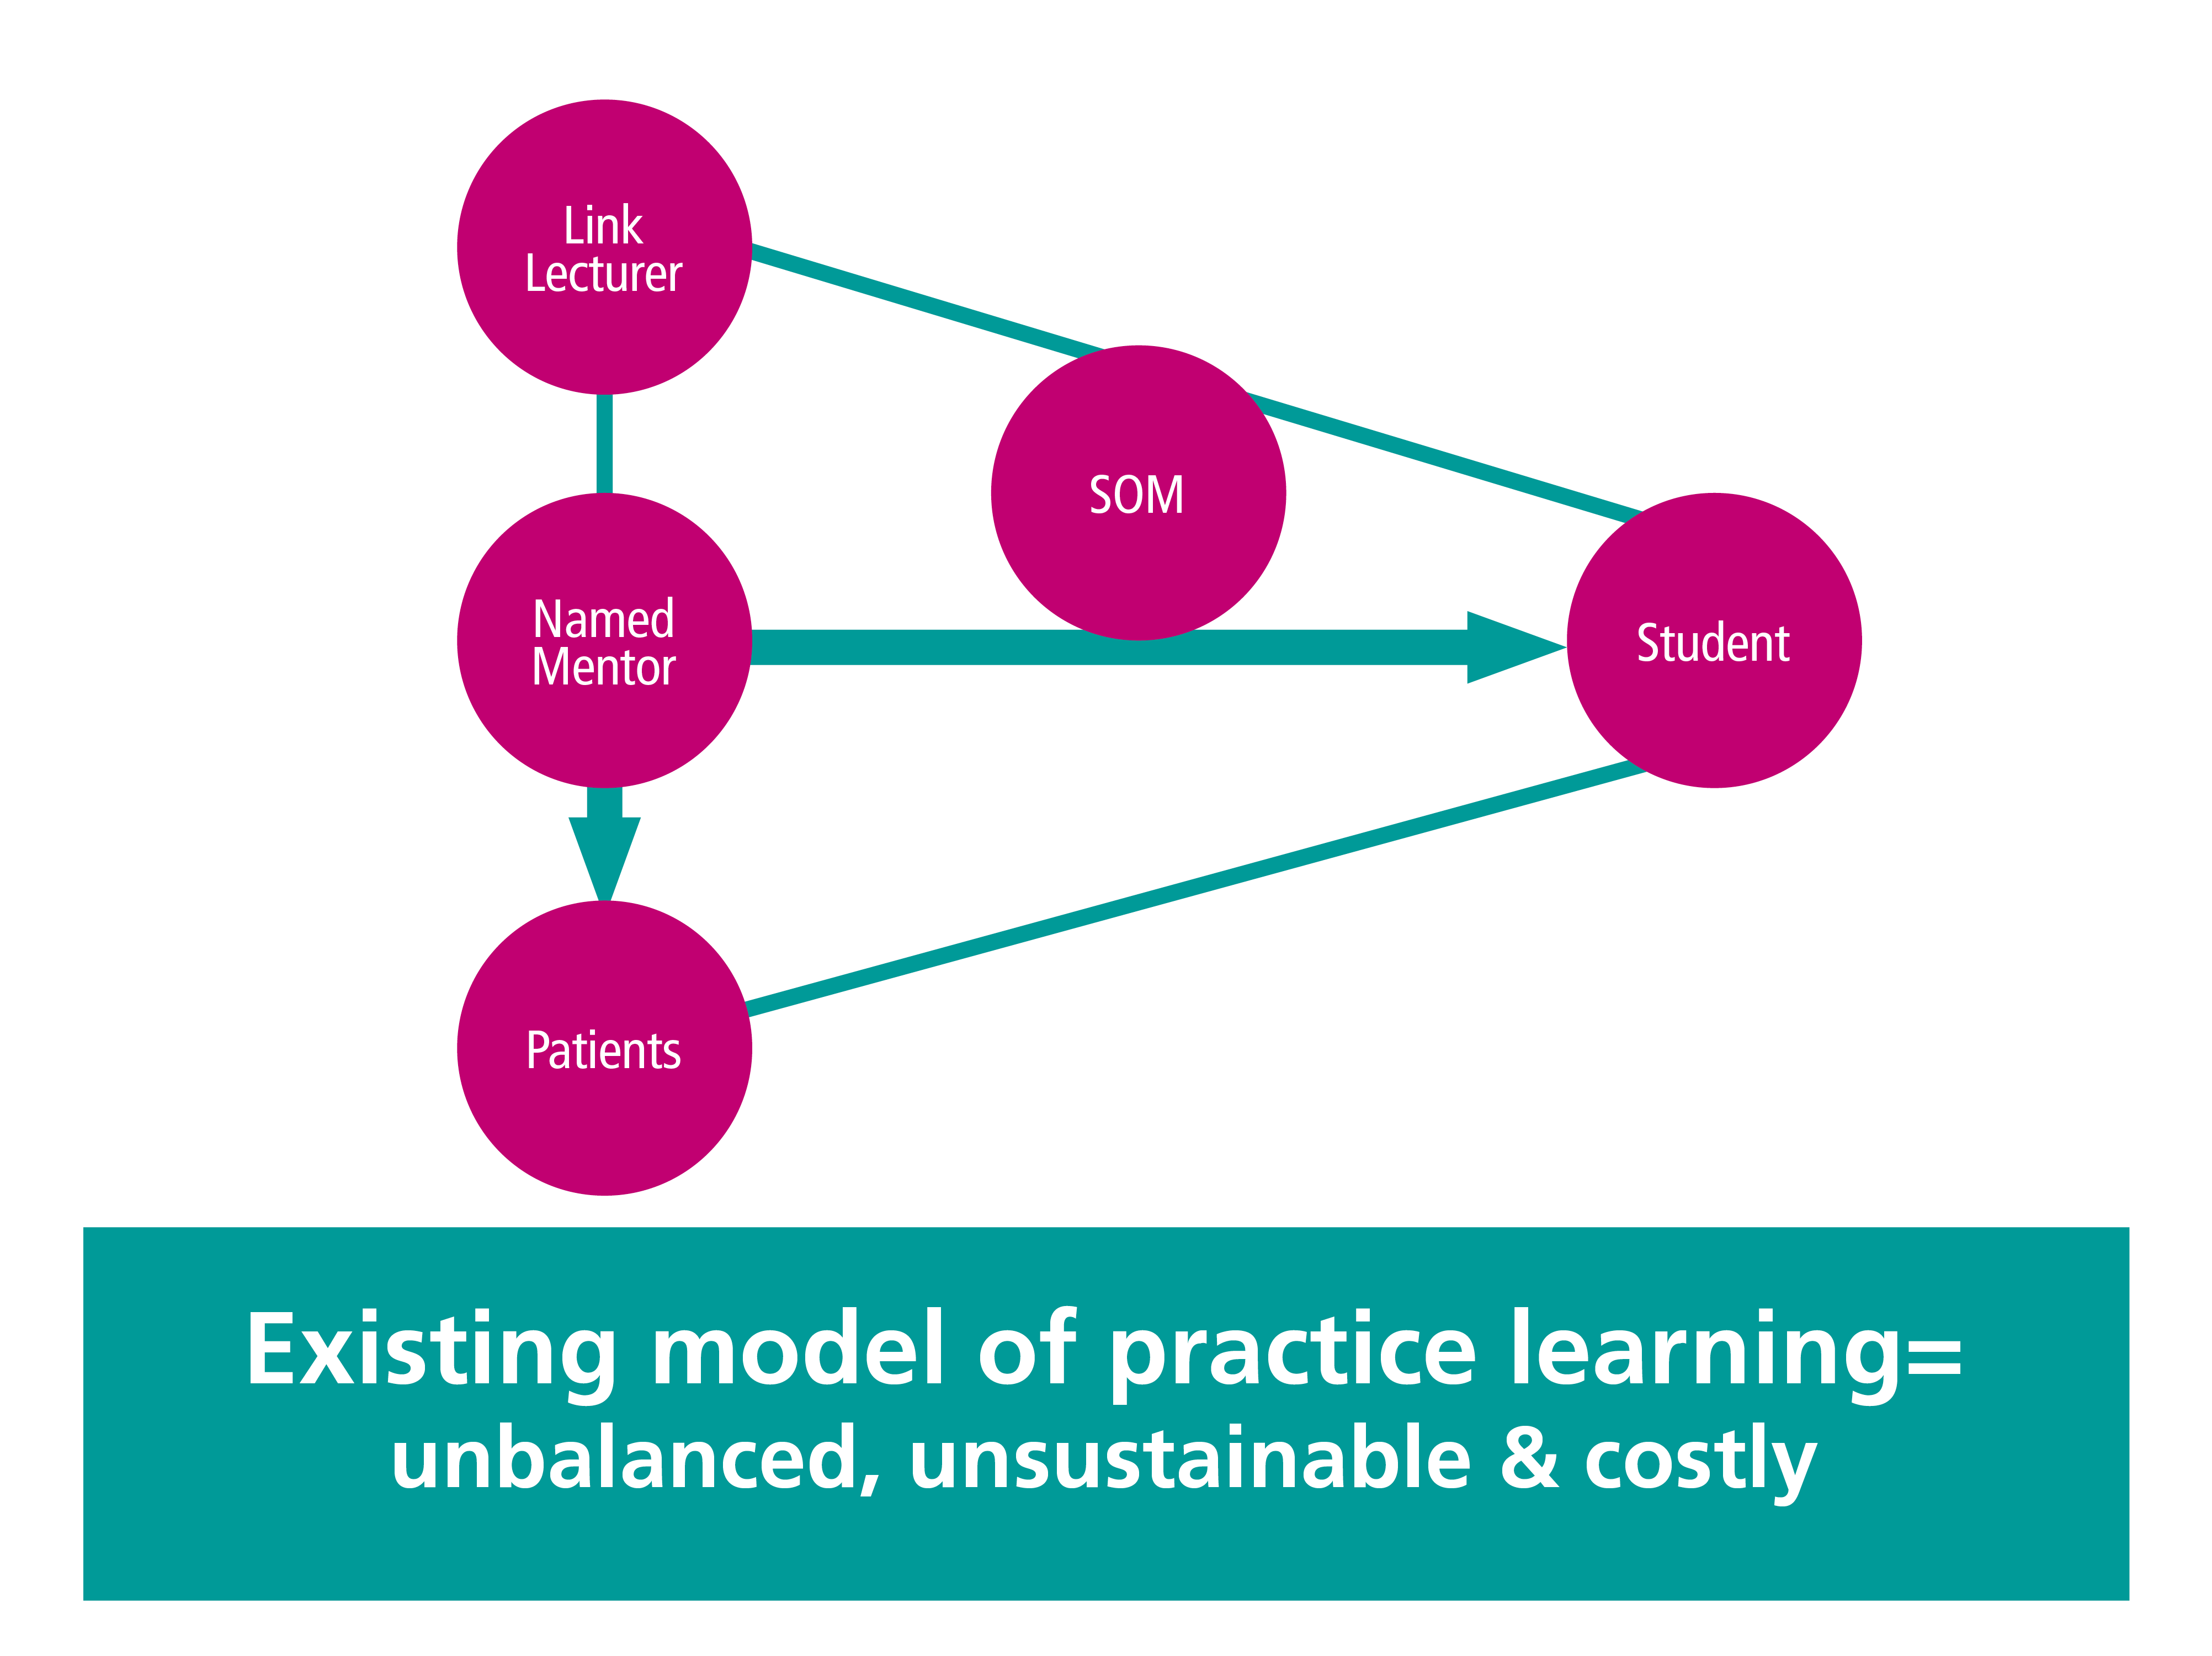 Link
Lecturer
SOM
Named
Mentor
Student
Patients
Existing model of practice learning=
unbalanced, unsustainable & costly